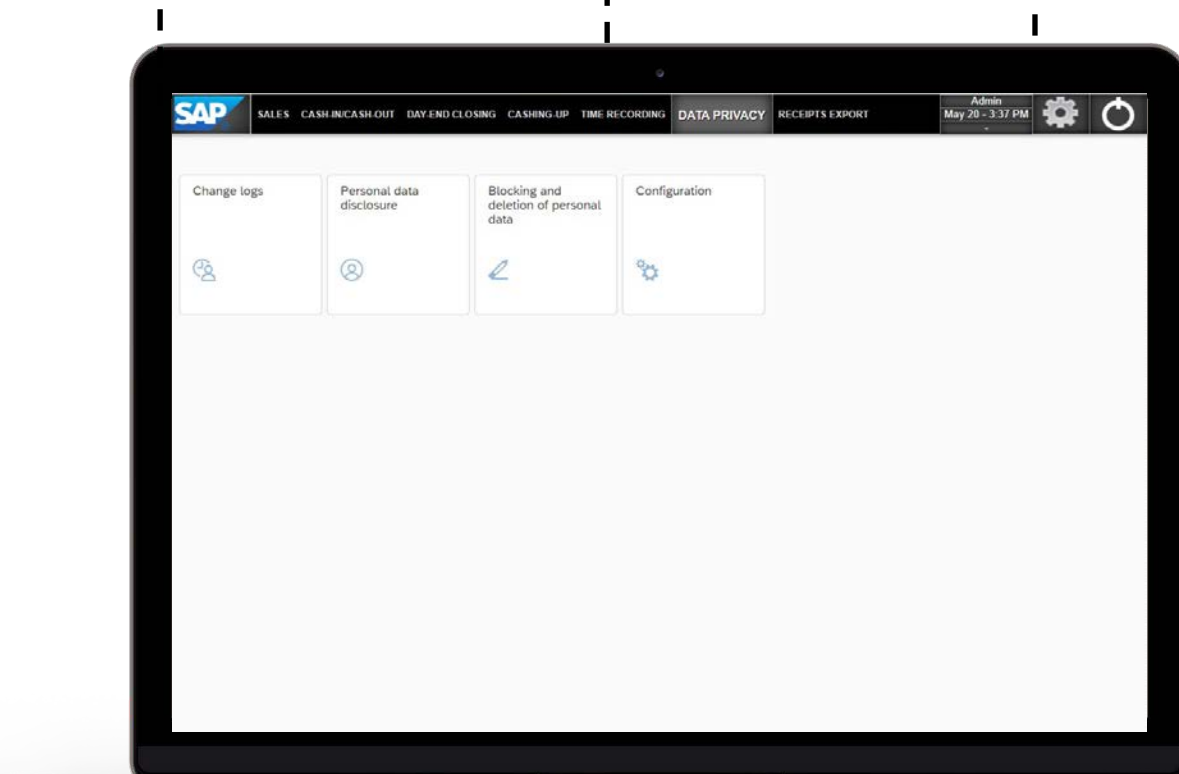 SAP SALES CASH-IN/CASH-OUT DAY-END CLOSING CASHING-UP TIME RECORDING DATA PRIVACY RECEIPTS EXPORT Admin
May 20 - 3:37 PM
Change logs
Personal data
disclosure
Blocking and
deletion of personal
data
Configuration